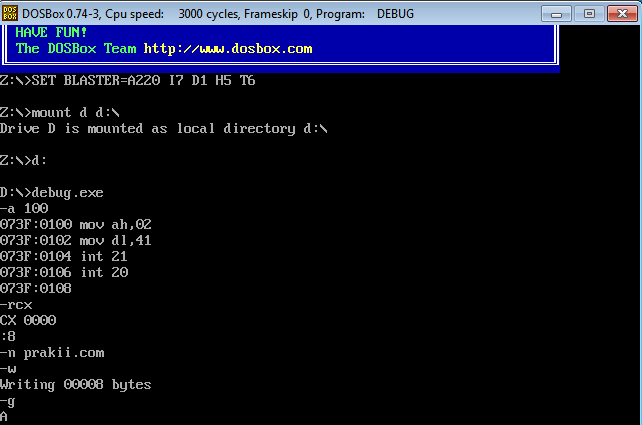 DOSBox 0.74-3, Cpu speed: 3000 cycles, Frameskip 0, Program: DEBUG
HAVE FUN!
The DOSBox Team http://www.dosbox.com
Z:\>SET BLASTER=A220 I7 D1 H5 T6
Z:\>mount d d:\
Drive D is mounted as local directory d:\
Z:\>d:
D:\>debug.exe
-a 100
073F:0100 mov ah,02
073F:0102 mov dl,41
073F:0104 int 21
073F:0106 int 20
073F:0108
-rcx
CX 0000
:8
-n prakii.com
-w
Writing 00008 bytes
-g
A